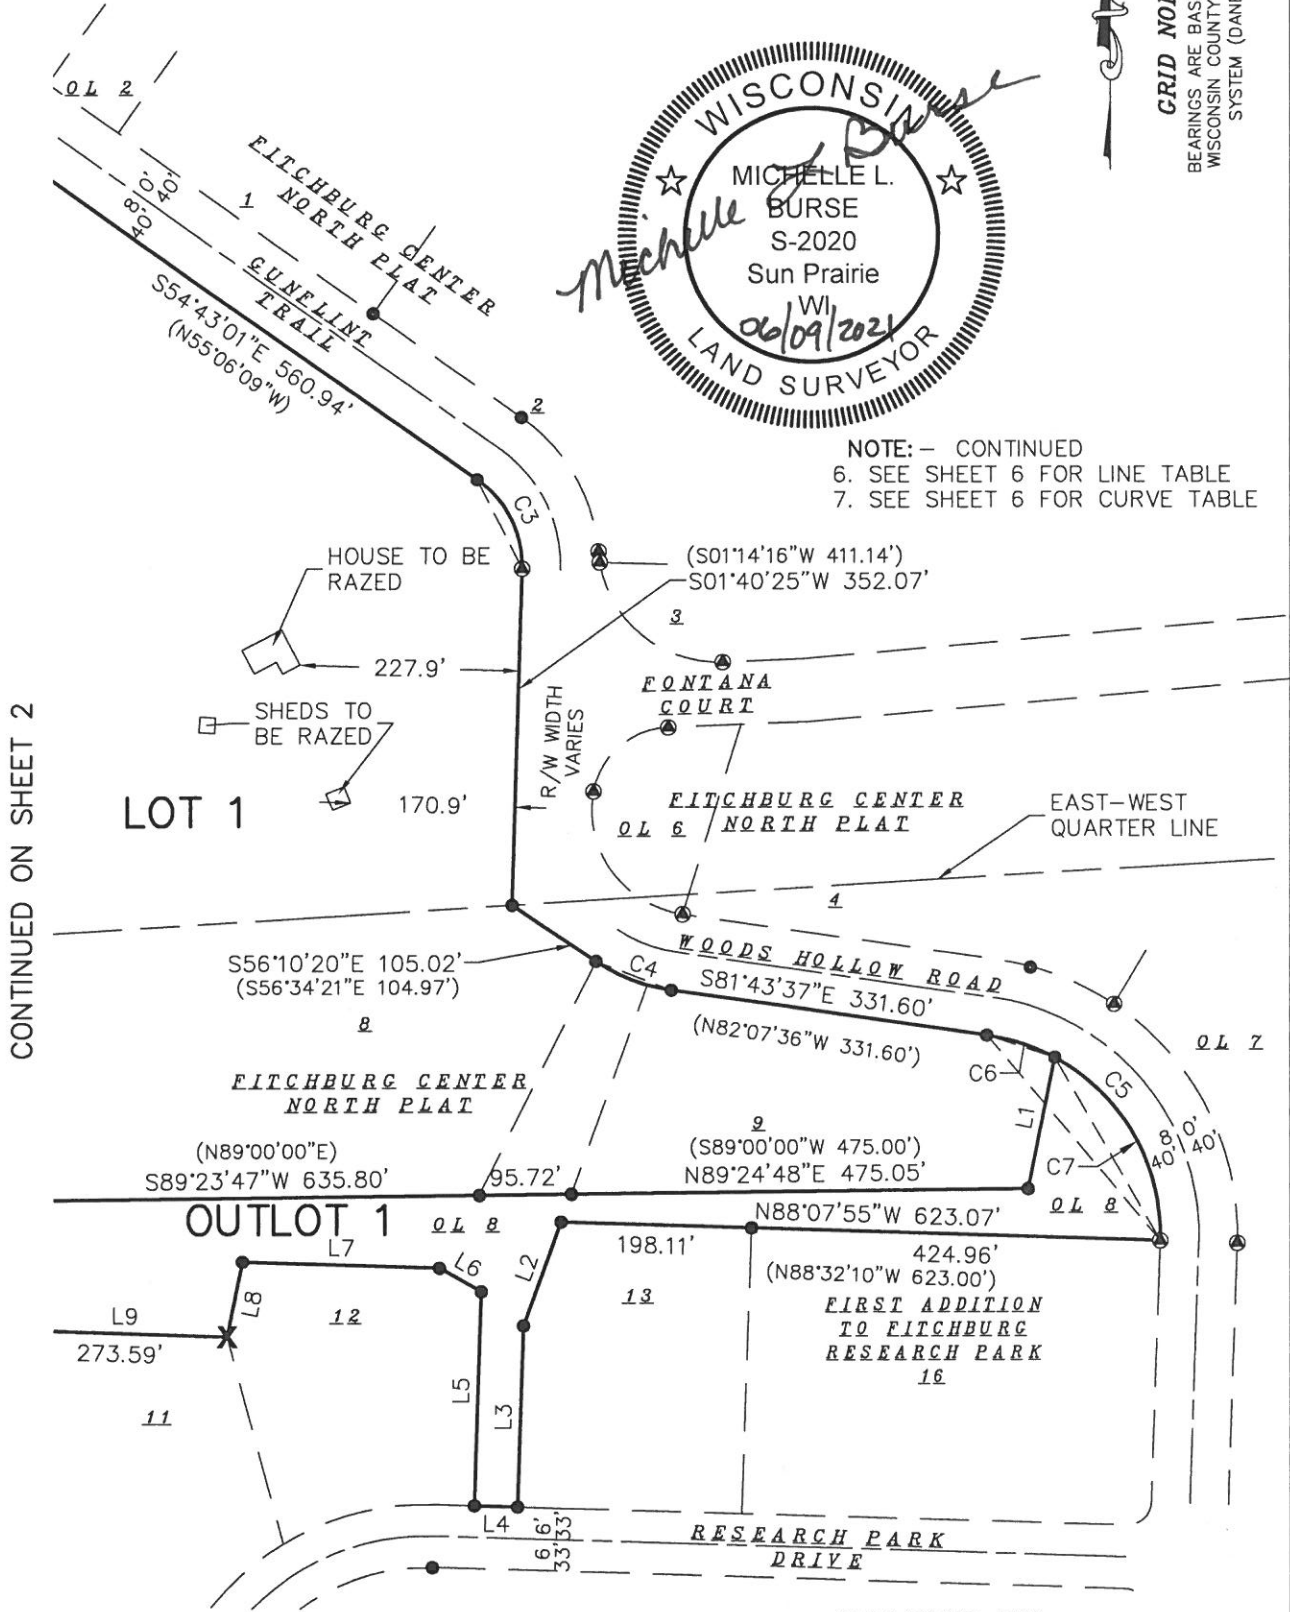 GRID NO
BEARINGS ARE BAS
WISCONSIN COUNTY
SYSTEM (DANE
OL 2
FITCHBURG CENTER
NORTH PLAT
1
40' 40'
80'
GUNFLINT
TRAIL
S54°43'01"E 560.94'
(N55°06'09"W)
2
WISCONSIN
MICHELLE L.
BURSE
S-2020
Sun Prairie
WI
LAND SURVEYOR
Michelle L Burse
06/09/2021
NOTE: - CONTINUED
6. SEE SHEET 6 FOR LINE TABLE
7. SEE SHEET 6 FOR CURVE TABLE
C3
HOUSE TO BE
RAZED
(S01°14'16"W 411.14')
S01°40'25"W 352.07'
3
227.9'
FONTANA
COURT
SHEDS TO
BE RAZED
R/W WIDTH
VARIES
CONTINUED ON SHEET 2
LOT 1
170.9'
FITCHBURG CENTER
NORTH PLAT
OL 6
EAST-WEST
QUARTER LINE
4
WOODS HOLLOW ROAD
S56°10'20"E 105.02'
(S56°34'21"E 104.97')
C4
S81°43'37"E 331.60'
(N82°07'36"W 331.60')
8
OL 7
C6
C5
FITCHBURG CENTER
NORTH PLAT
L1
9
80'
40' 40'
C7
(N89°00'00"E)
S89°23'47"W 635.80'
95.72'
(S89°00'00"W 475.00')
N89°24'48"E 475.05'
OUTLOT 1
OL 8
OL 8
N88°07'55"W 623.07'
198.11'
424.96'
(N88°32'10"W 623.00')
L7
L6
L2
L8
12
13
FIRST ADDITION
TO FITCHBURG
RESEARCH PARK
16
L9
273.59'
L5
L3
11
L4
66'
33'33'
RESEARCH PARK
DRIVE